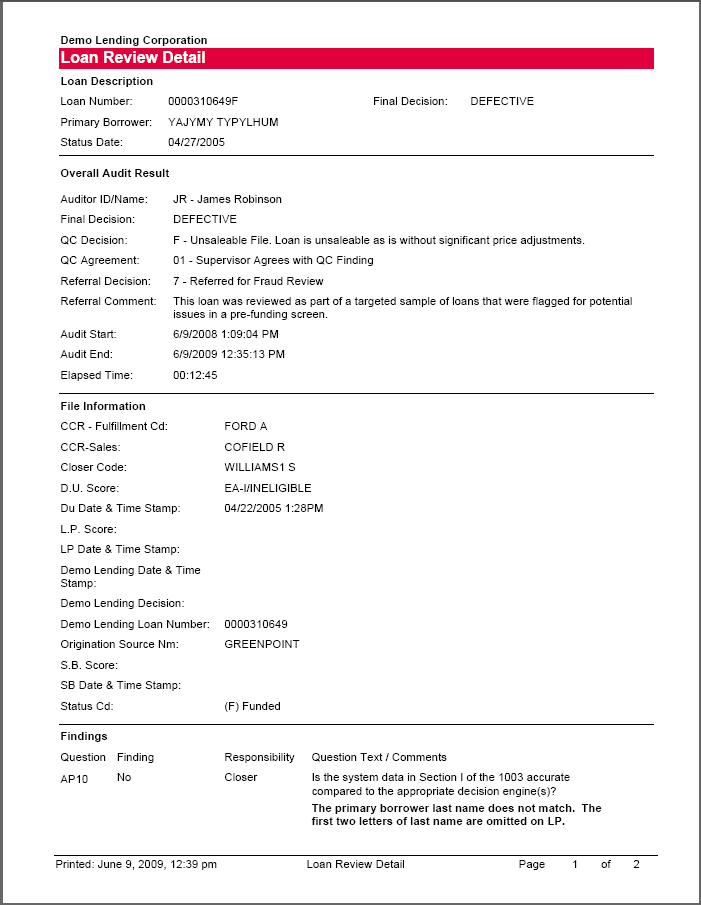 Demo Lending Corporation
Loan Review Detail
Loan Description
Loan Number: 0000310649F Final Decision: DEFECTIVE
Primary Borrower: YAJYMY TYPYLHUM
Status Date: 04/27/2005
Overall Audit Result
Auditor ID/Name: JR - James Robinson
Final Decision: DEFECTIVE
QC Decision: F - Unsaleable File. Loan is unsaleable as is without significant price adjustments.
QC Agreement: 01 - Supervisor Agrees with QC Finding
Referral Decision: 7 - Referred for Fraud Review
Referral Comment: This loan was reviewed as part of a targeted sample of loans that were flagged for potential
issues in a pre-funding screen.
Audit Start: 6/9/2008 1:09:04 PM
Audit End: 6/9/2009 12:35:13 PM
Elapsed Time: 00:12:45
File Information
CCR - Fulfillment Cd: FORD A
CCR-Sales: COFIELD R
Closer Code: WILLIAMS1 S
D.U. Score: EA-I/INELIGIBLE
Du Date & Time Stamp: 04/22/2005 1:28PM
L.P. Score:
LP Date & Time Stamp:
Demo Lending Date & Time
Stamp:
Demo Lending Decision:
Demo Lending Loan Number: 0000310649
Origination Source Nm: GREENPOINT
S.B. Score:
SB Date & Time Stamp:
Status Cd: (F) Funded
Findings
Question Finding Responsibility Question Text / Comments
AP10 No Closer Is the system data in Section I of the 1003 accurate
compared to the appropriate decision engine(s)?
The primary borrower last name does not match. The
first two letters of last name are omitted on LP.
Printed: June 9, 2009, 12:39 pm Loan Review Detail Page 1 of 2